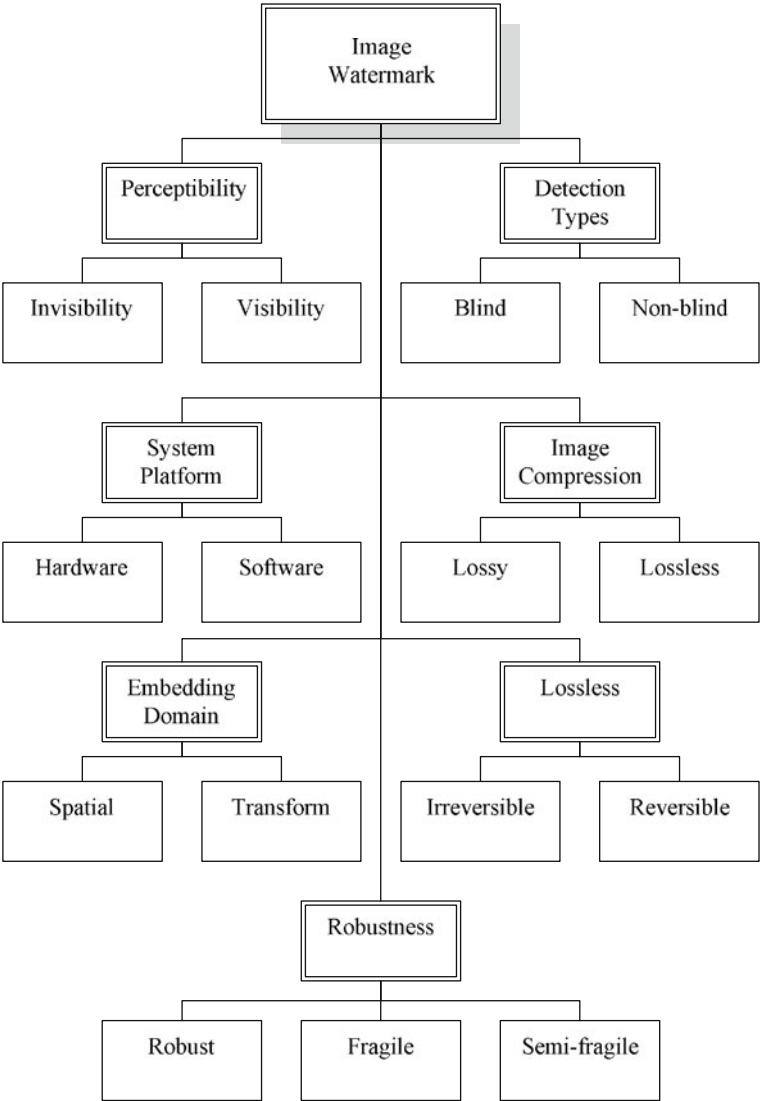 Image
Watermark
Perceptibility
Detection
Types
Invisibility
Visibility
Blind
Non-blind
System
Platform
Image
Compression
Hardware
Software
Lossy
Lossless
Embedding
Domain
Lossless
Spatial
Transform
Irreversible
Reversible
Robustness
Robust
Fragile
Semi-fragile